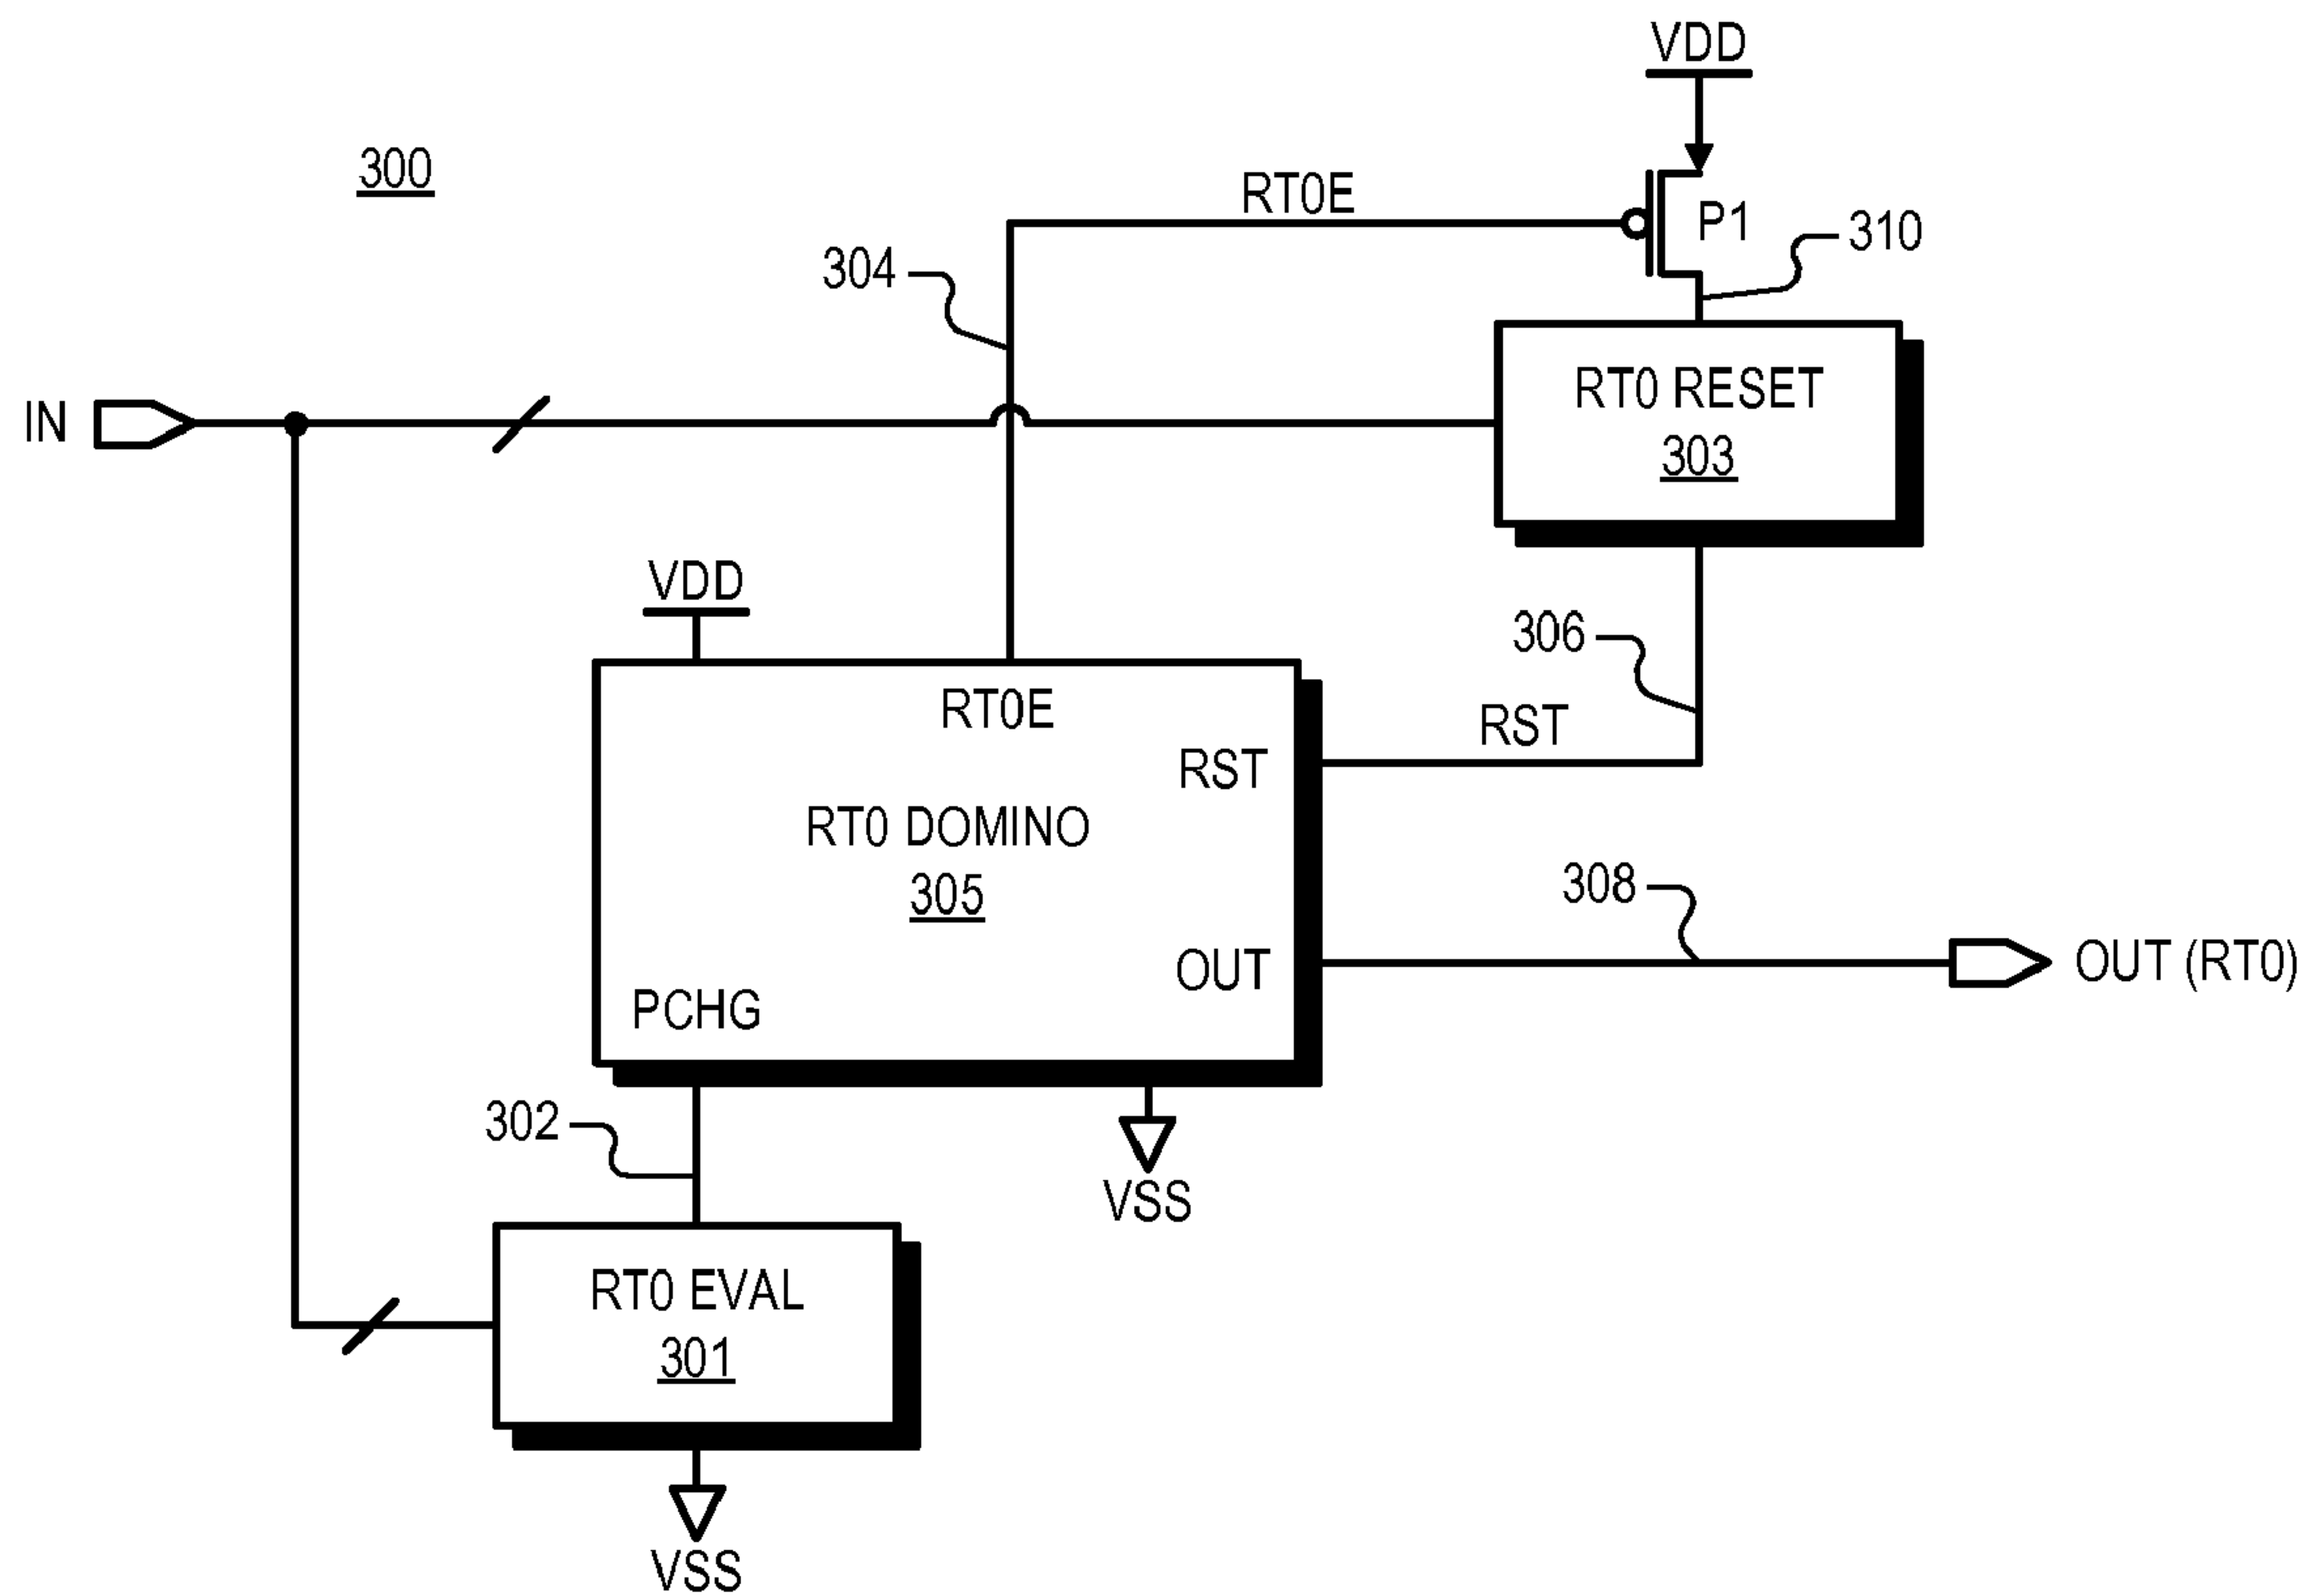 VDD
300
RT0E
P1
310
304
IN
RT0 RESET
303
VDD
306
RT0E
RST
RST
RT0 DOMINO
305
308
OUT
OUT (RT0)
PCHG
302
VSS
RT0 EVAL
301
VSS